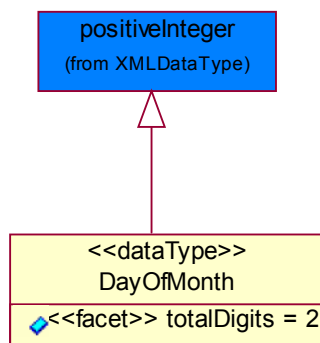 positiveInteger
(from XMLDataType)
<<dataType>>
DayOfMonth
<<facet>> totalDigits = 2